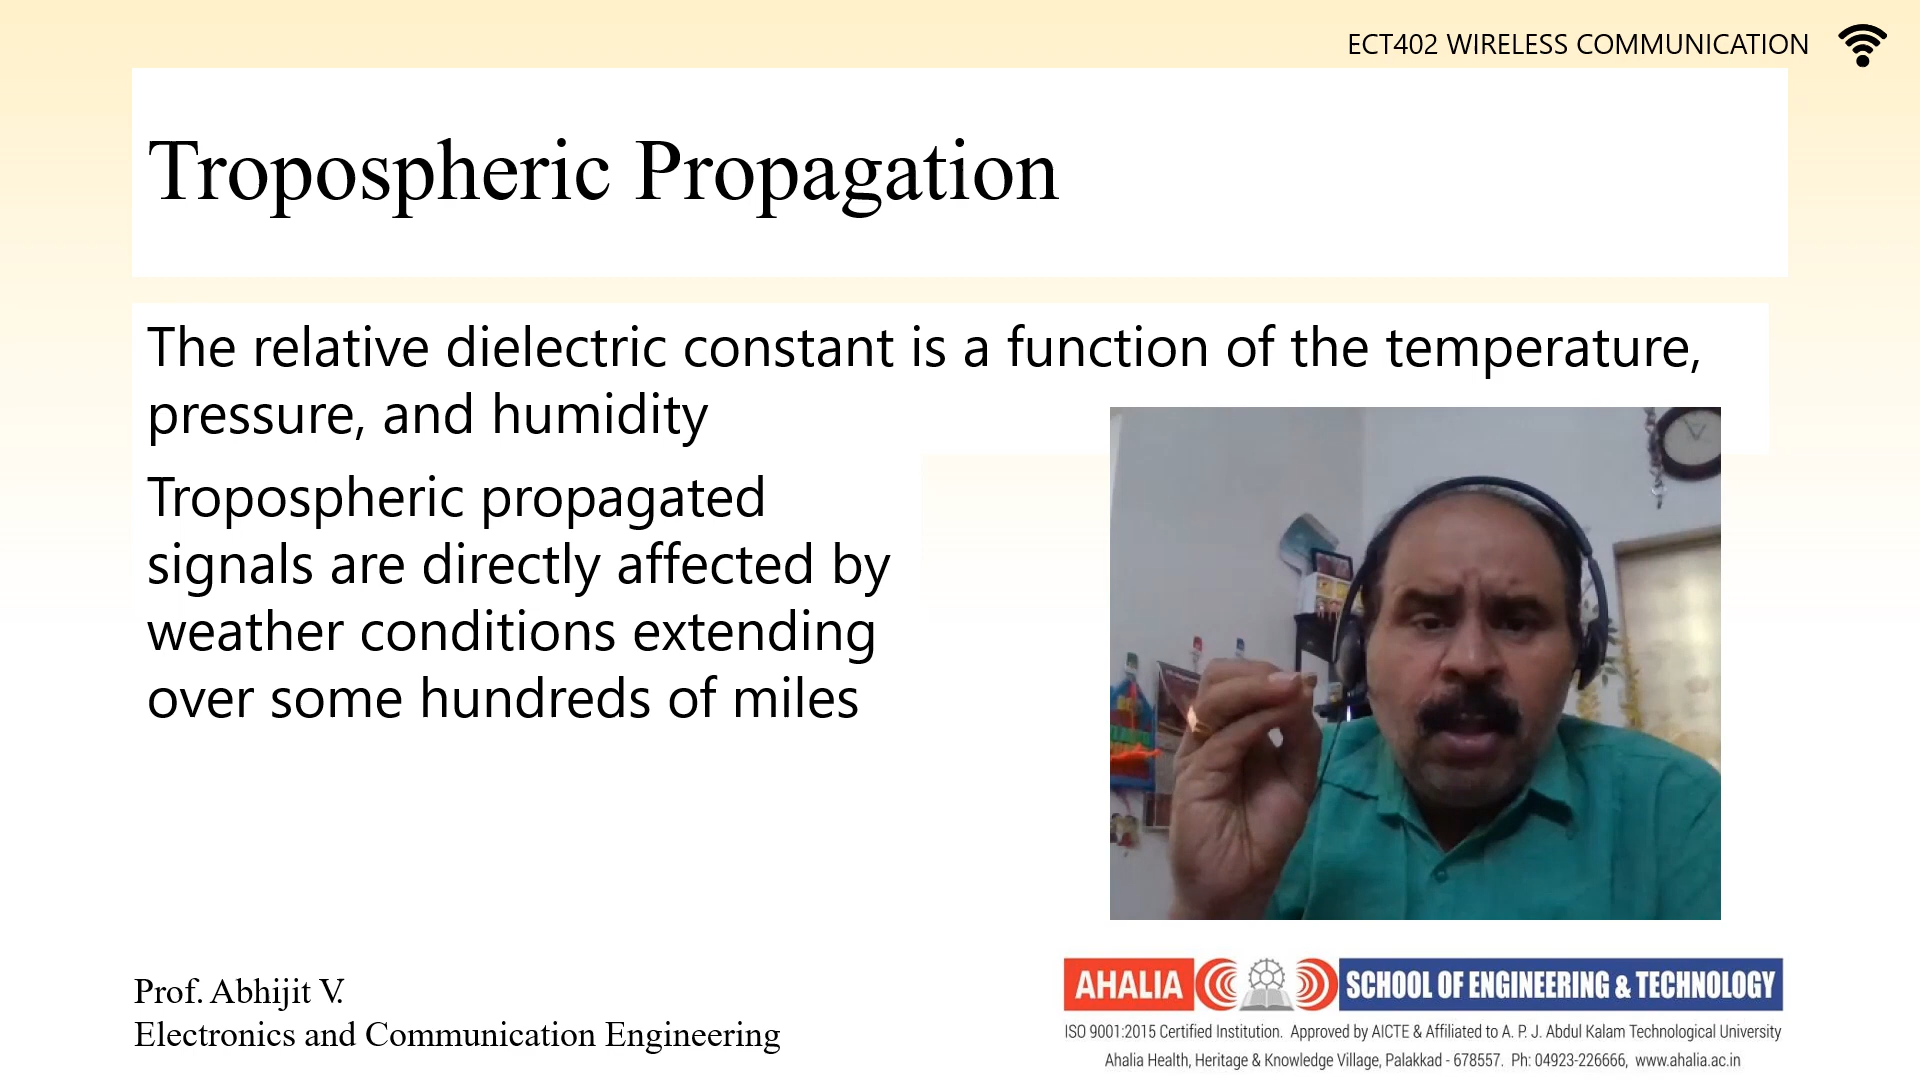 ECT402 WIRELESS COMMUNICATION
Tropospheric Propagation
The relative dielectric constant is a function of the temperature,
pressure, and humidity
Tropospheric propagated
signals are directly affected by
weather conditions extending
over some hundreds of miles
Prof. Abhijit V.
Electronics and Communication Engineering
AHALIA SCHOOL OF ENGINEERING & TECHNOLOGY
ISO 9001:2015 Certified Institution. Approved by AICTE & Affiliated to A. P. J. Abdul Kalam Technological University
Ahalia Health, Heritage & Knowledge Village, Palakkad - 678557. Ph: 04923-226666, www.ahalia.ac.in